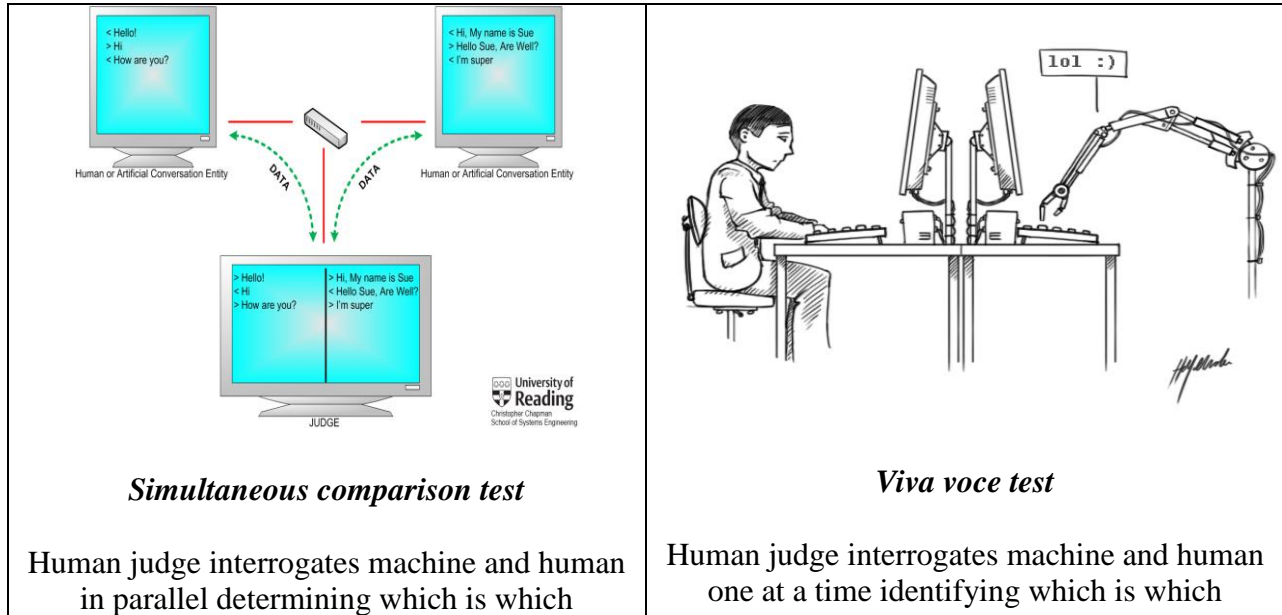 < Hello!
> Hi
< How are you?
Human or Artificial Conversation Entity
< Hi, My name is Sue
> Hello Sue, Are Well?
< I'm super
Human or Artificial Conversation Entity
DATA
DATA
> Hello!
< Hi
> How are you?
> Hi, My name is Sue
< Hello Sue, Are Well?
> I'm super
JUDGE
University of
Reading
Christopher Chapman
School of Systems Engineering
Simultaneous comparison test
Human judge interrogates machine and human
in parallel determining which is which
lol :)
Viva voce test
Human judge interrogates machine and human
one at a time identifying which is which